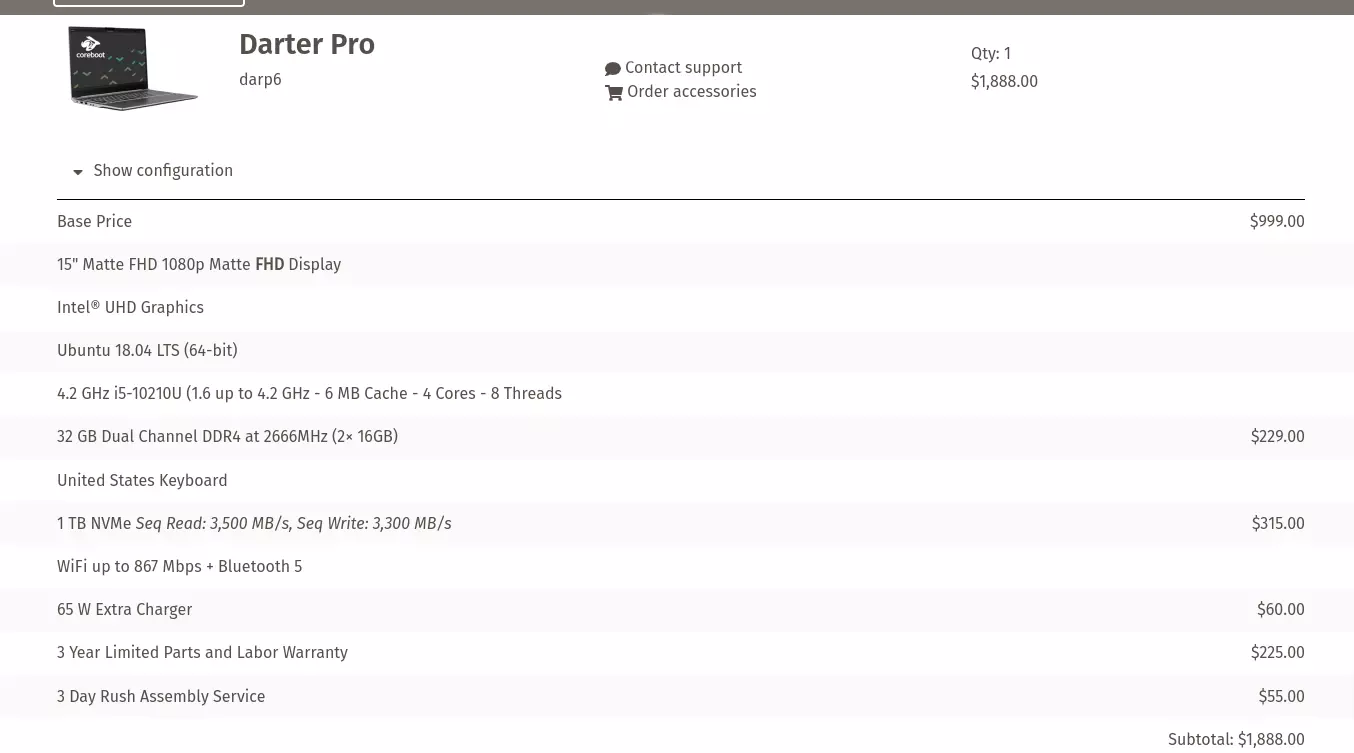 coreboot
Darter Pro
darp6
Contact support
Order accessories
Qty: 1
$1,888.00
Show configuration
Base Price $999.00
15" Matte FHD 1080p Matte FHD Display
Intel® UHD Graphics
Ubuntu 18.04 LTS (64-bit)
4.2 GHz i5-10210U (1.6 up to 4.2 GHz - 6 MB Cache - 4 Cores - 8 Threads
32 GB Dual Channel DDR4 at 2666MHz (2× 16GB) $229.00
United States Keyboard
1 TB NVMe Seq Read: 3,500 MB/s, Seq Write: 3,300 MB/s $315.00
WiFi up to 867 Mbps + Bluetooth 5
65 W Extra Charger $60.00
3 Year Limited Parts and Labor Warranty $225.00
3 Day Rush Assembly Service $55.00
Subtotal: $1,888.00